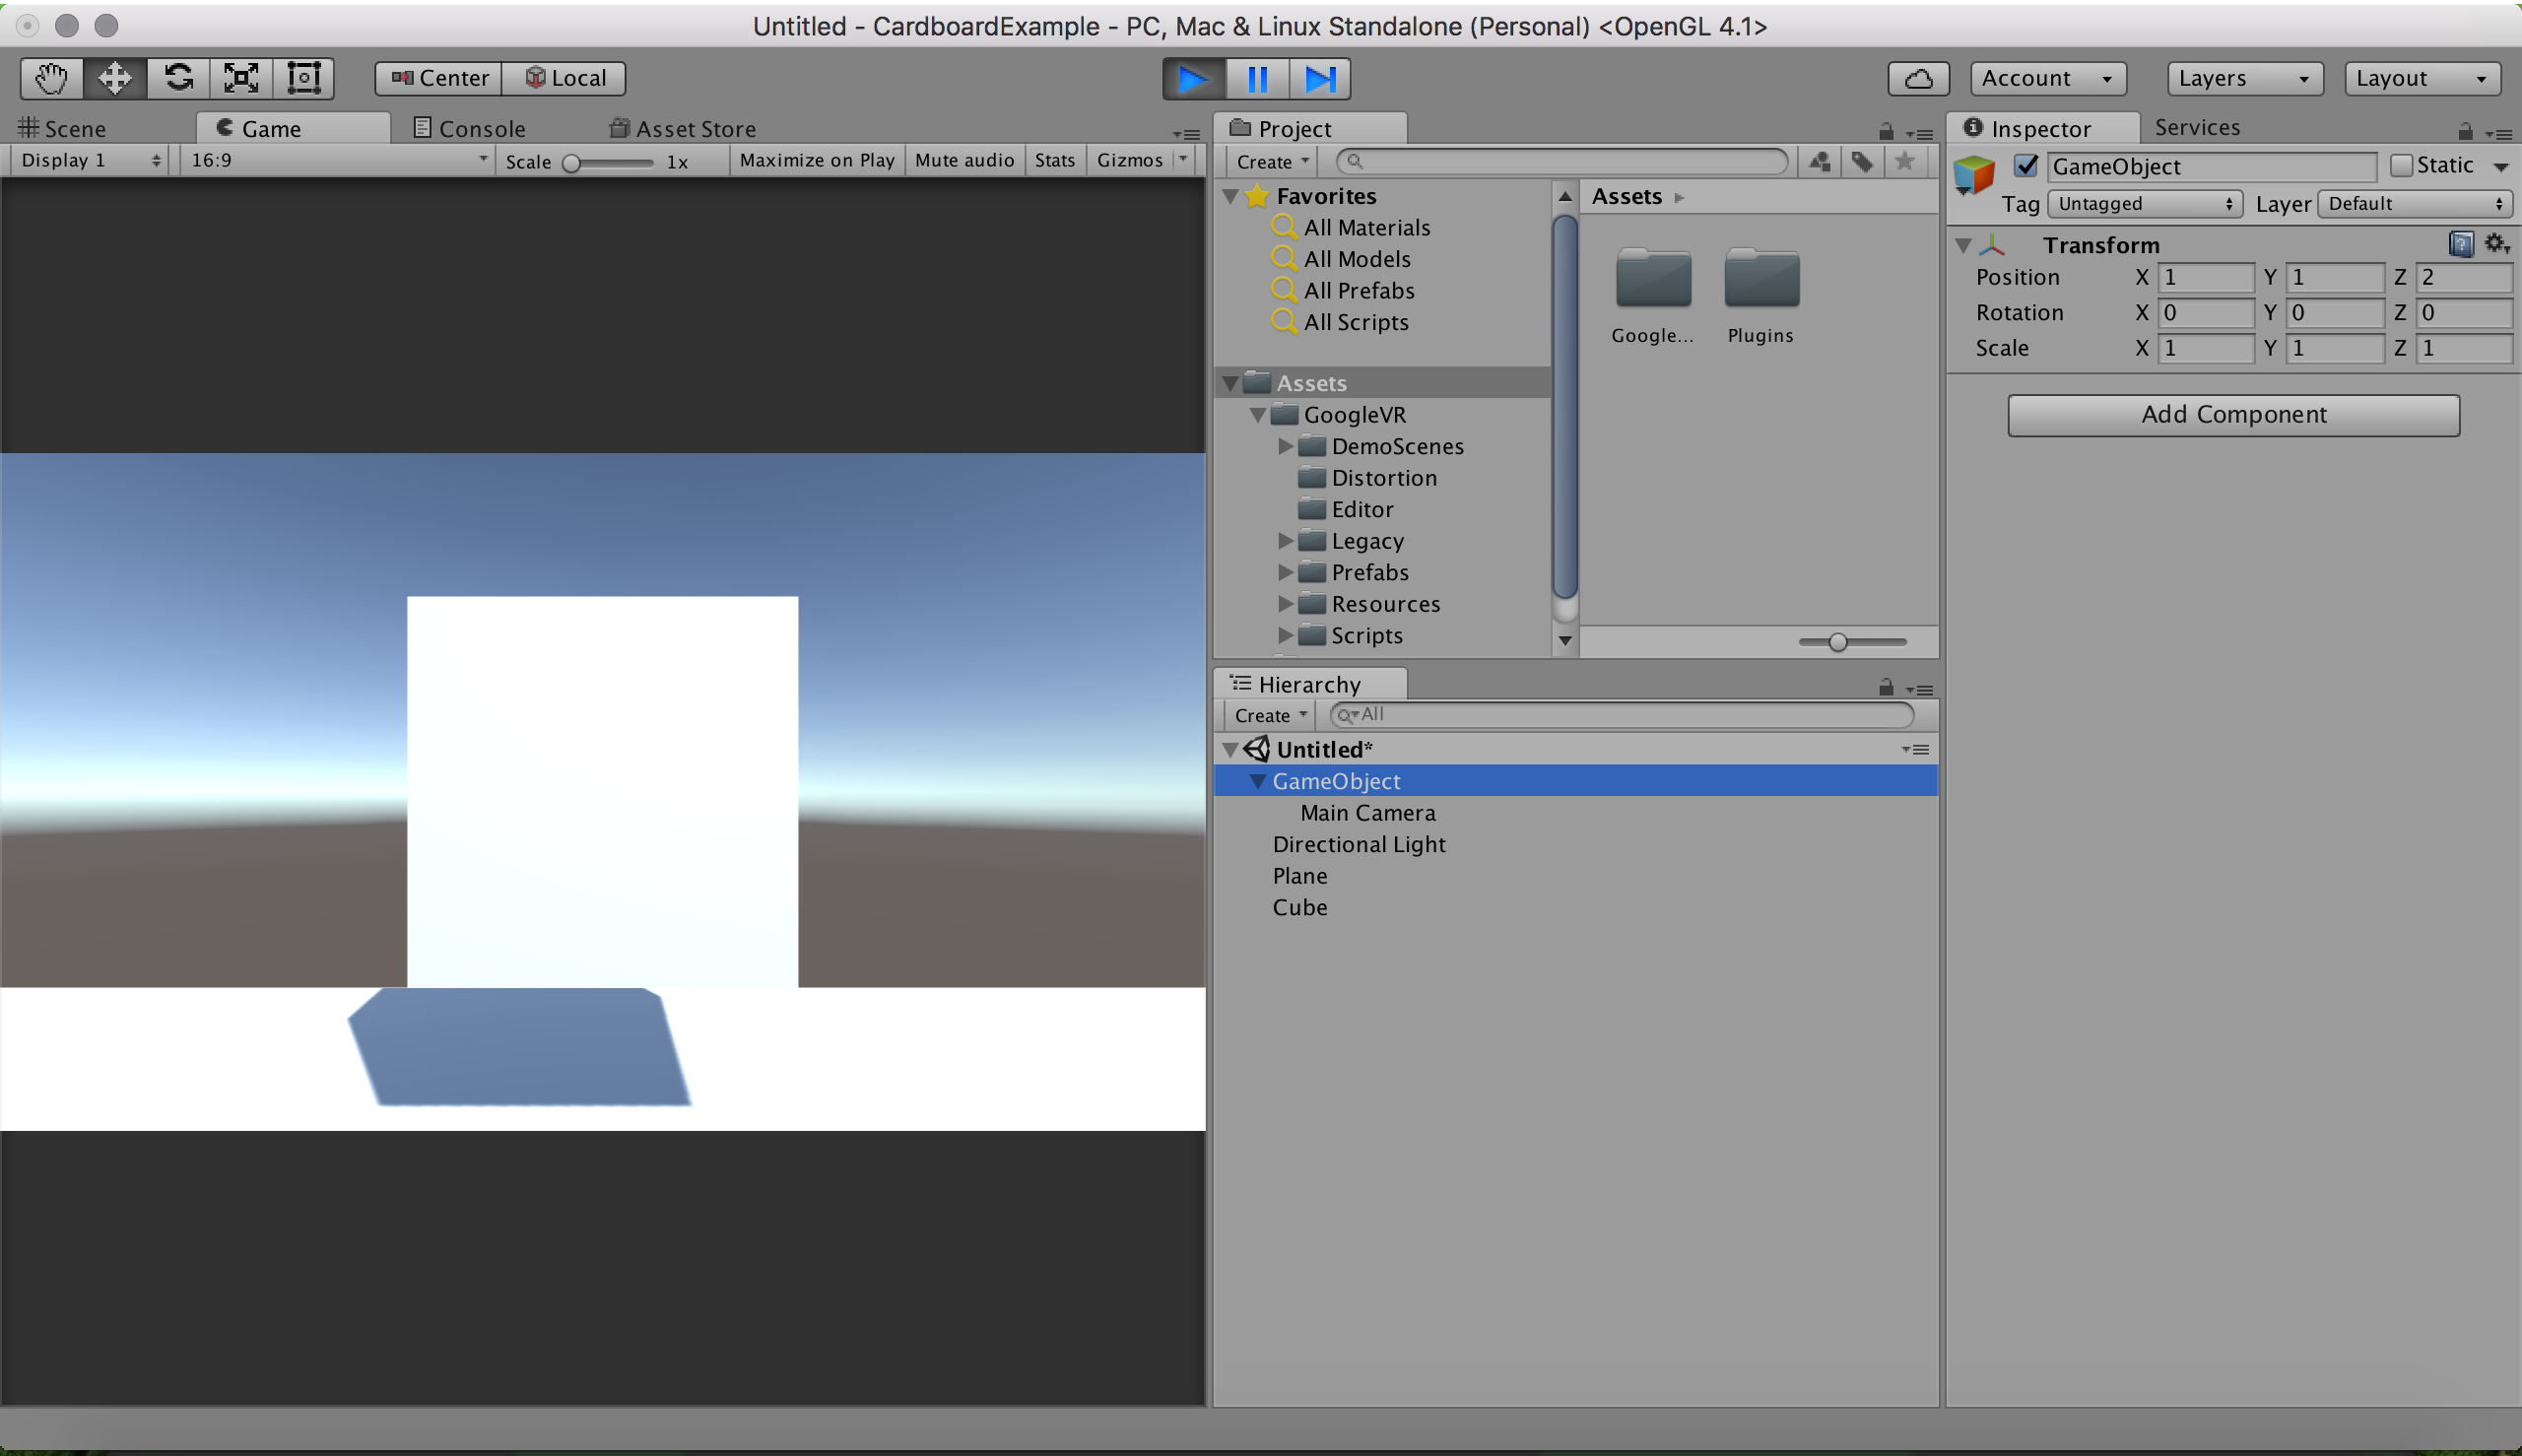 Untitled - CardboardExample - PC, Mac & Linux Standalone (Personal) <OpenGL 4.1>
Center Local Account Layers Layout
Scene Game Console Asset Store
Display 1 16:9 Scale 1x Maximize on Play Mute audio Stats Gizmos
Project
Create
Favorites
All Materials
All Models
All Prefabs
All Scripts
Assets
GoogleVR
DemoScenes
Distortion
Editor
Legacy
Prefabs
Resources
Scripts
Assets
Google... Plugins
Hierarchy
Create All
Untitled*
GameObject
Main Camera
Directional Light
Plane
Cube
Inspector Services
GameObject Static
Tag Untagged Layer Default
Transform
Position X 1 Y 1 Z 2
Rotation X 0 Y 0 Z 0
Scale X 1 Y 1 Z 1
Add Component